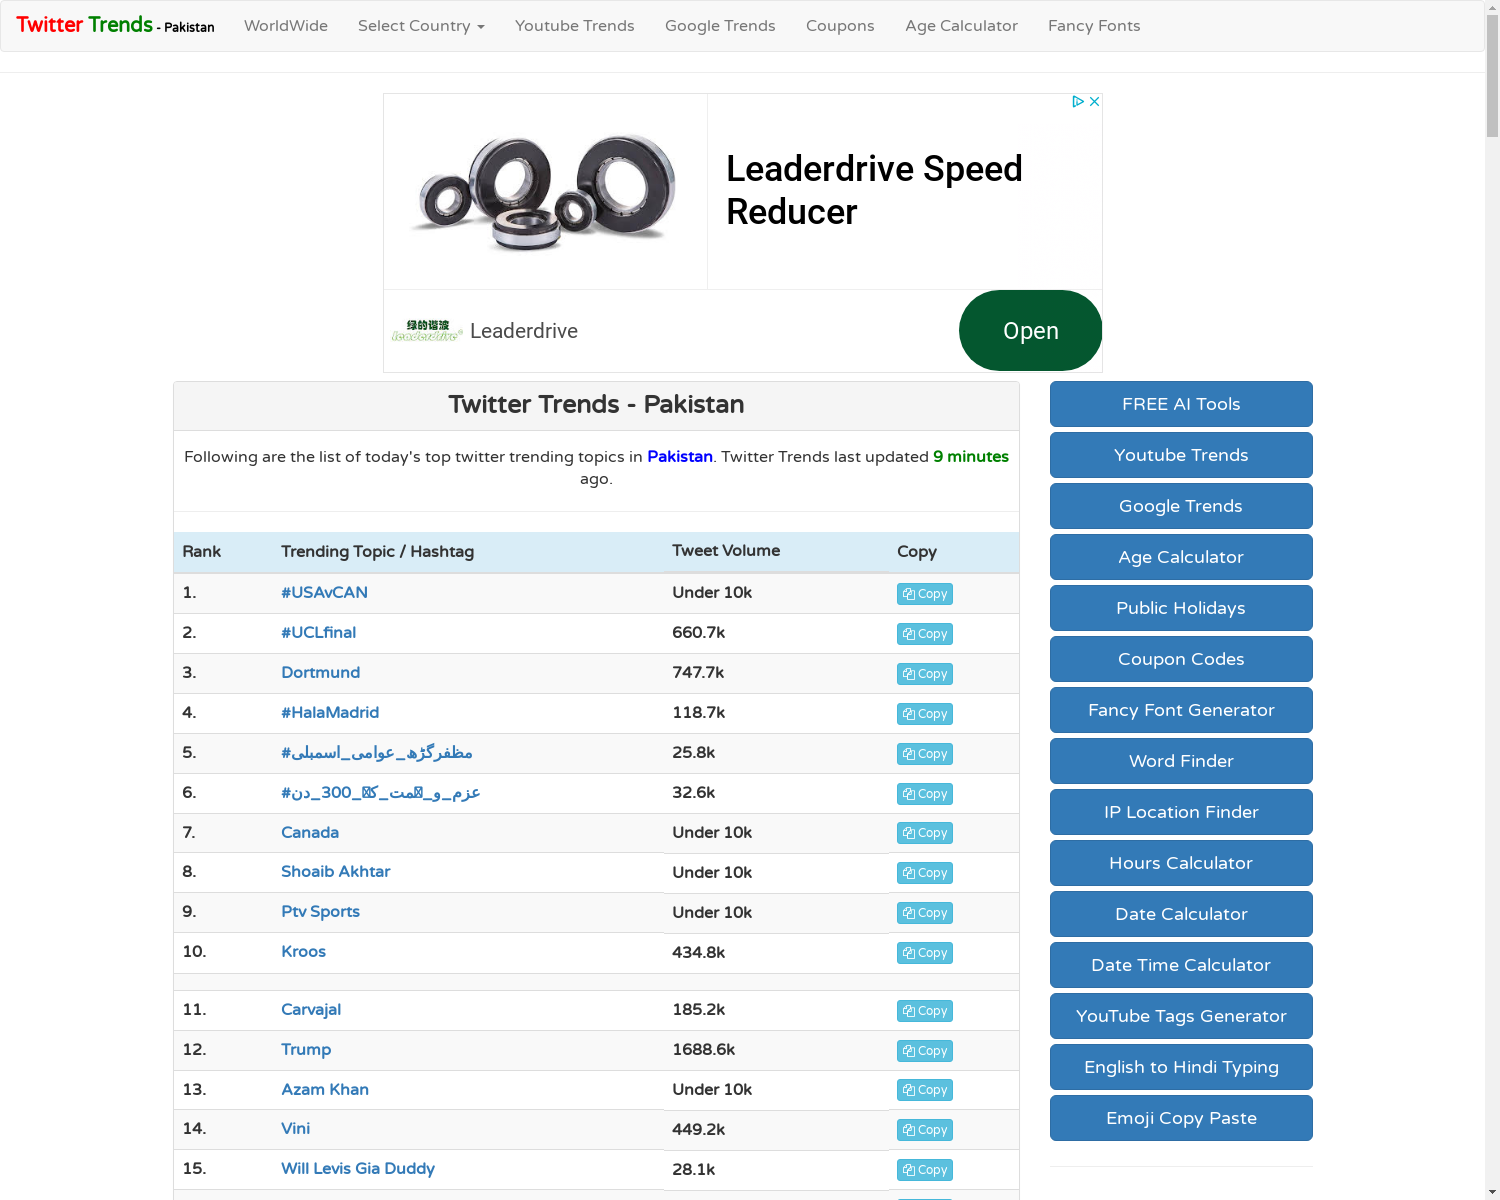 Twitter Trends - Pakistan WorldWide Select Country Youtube Trends Google Trends Coupons Age Calculator Fancy Fonts
Leaderdrive Speed
Reducer
绿的谐波
leaderdrive®
Leaderdrive
Open
Twitter Trends - Pakistan
Following are the list of today's top twitter trending topics in Pakistan. Twitter Trends last updated 9 minutes
ago.
Rank Trending Topic / Hashtag Tweet Volume Copy
1. #USAvCAN Under 10k Copy
2. #UCLfinal 660.7k Copy
3. Dortmund 747.7k Copy
4. #HalaMadrid 118.7k Copy
5. #مظفرگڑھ_عوامی_اسمبلی 25.8k Copy
6. #عزم_و_300_دن 32.6k Copy
7. Canada Under 10k Copy
8. Shoaib Akhtar Under 10k Copy
9. Ptv Sports Under 10k Copy
10. Kroos 434.8k Copy
11. Carvajal 185.2k Copy
12. Trump 1688.6k Copy
13. Azam Khan Under 10k Copy
14. Vini 449.2k Copy
15. Will Levis Gia Duddy 28.1k Copy
FREE AI Tools
Youtube Trends
Google Trends
Age Calculator
Public Holidays
Coupon Codes
Fancy Font Generator
Word Finder
IP Location Finder
Hours Calculator
Date Calculator
Date Time Calculator
YouTube Tags Generator
English to Hindi Typing
Emoji Copy Paste